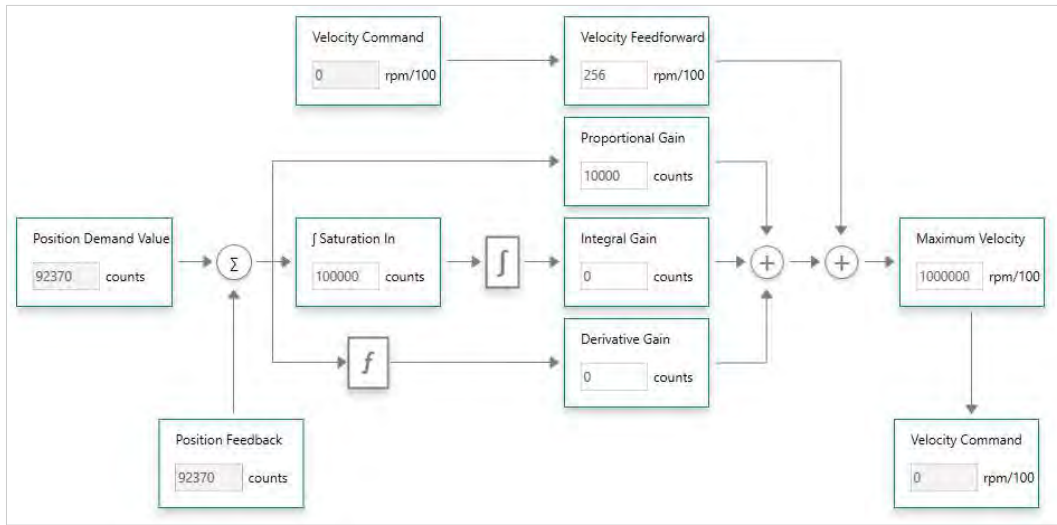 Velocity Command
0 rpm/100
Velocity Feedforward
256 rpm/100
Proportional Gain
10000 counts
Position Demand Value
92370 counts
Σ
∫ Saturation In
100000 counts
∫
Integral Gain
0 counts
+
+
Maximum Velocity
1000000 rpm/100
f
Derivative Gain
0 counts
Position Feedback
92370 counts
Velocity Command
0 rpm/100